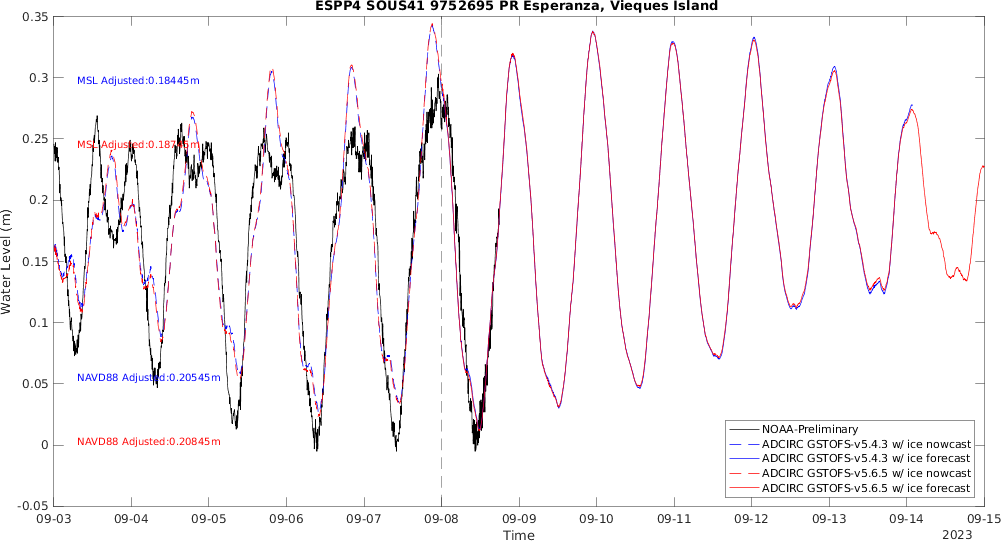 ESPP4 SOUS41 9752695 PR Esperanza, Vieques Island
0.35
0.3
0.25
0.2
0.15
0.1
0.05
0
-0.05
Water Level (m)
MSL Adjusted:0.18445m
NAVD88 Adjusted:0.20545m
NAVD88 Adjusted:0.20845m
NOAA-Preliminary
ADCIRC GSTOFS-v5.4.3 w/ ice nowcast
ADCIRC GSTOFS-v5.4.3 w/ ice forecast
ADCIRC GSTOFS-v5.6.5 w/ ice nowcast
ADCIRC GSTOFS-v5.6.5 w/ ice forecast
09-03 09-04 09-05 09-06 09-07 09-08 09-09 09-10 09-11 09-12 09-13 09-14 09-15
Time
2023